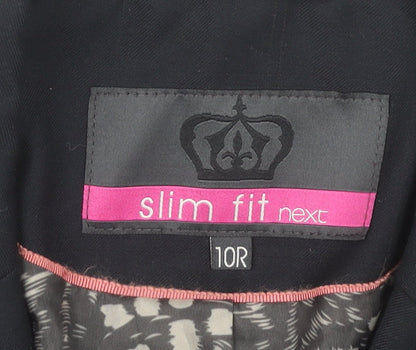 slim fit next
10R